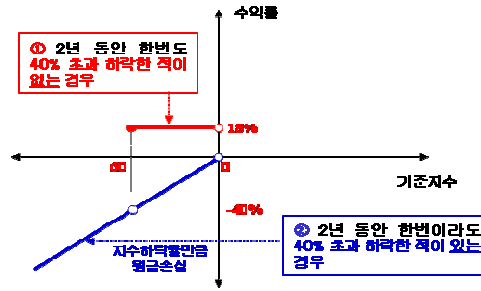 수익률
① 2년 동안 한번도
40% 초과 하락한 적이
없는 경우
18%
60
0
기준지수
-40%
② 2년 동안 한번이라도
40% 초과 하락한 적이 있는
경우
지수하락률만큼
원금손실